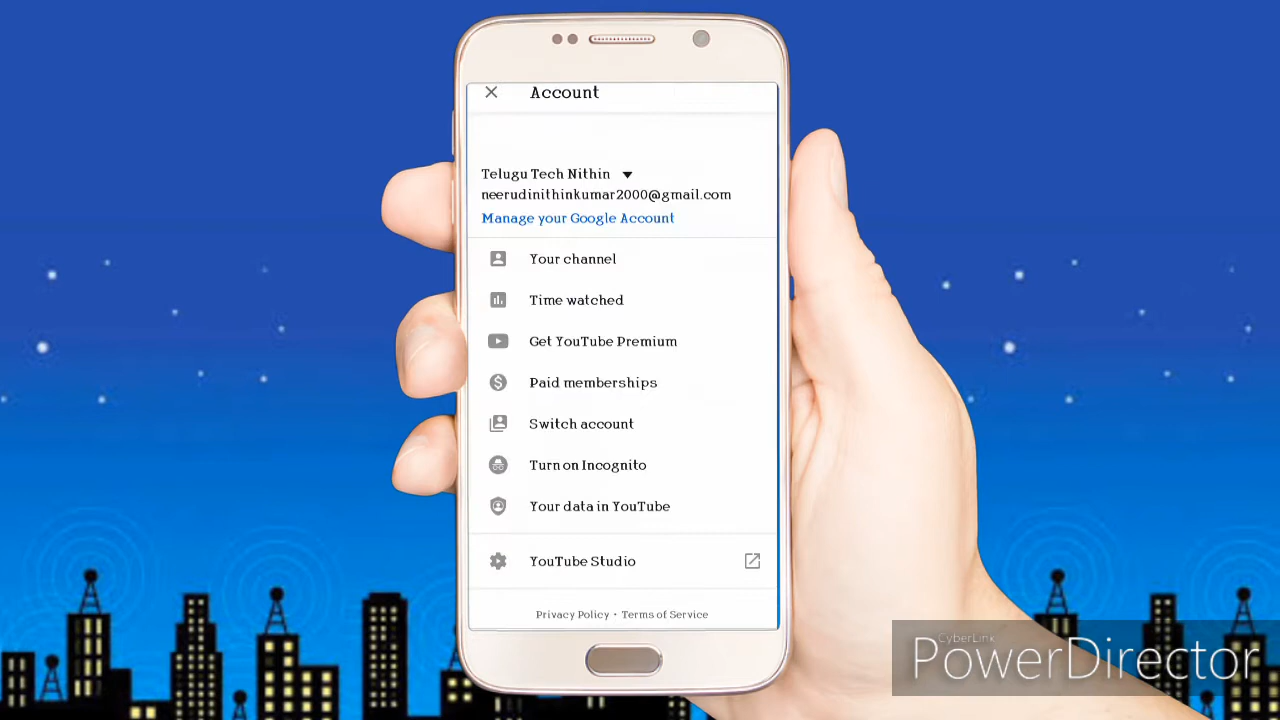 Account
Telugu Tech Nithin
neerudinithinkumar2000@gmail.com
Manage your Google Account
Your channel
Time watched
Get YouTube Premium
Paid memberships
Switch account
Turn on Incognito
Your data in YouTube
YouTube Studio
Privacy Policy • Terms of Service
CyberLink
PowerDirector